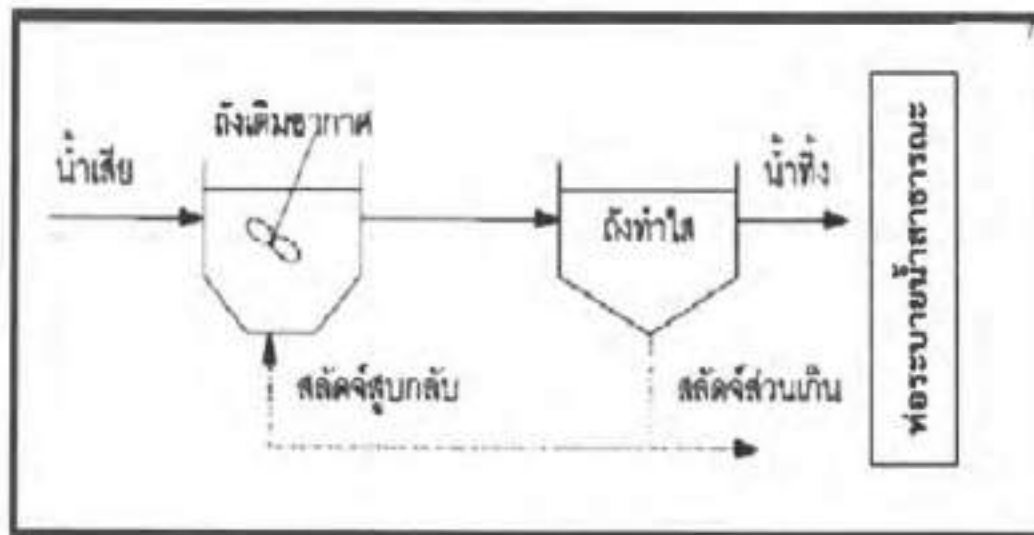 ถังเติมอากาศ
น้ำเสีย
น้ำทิ้ง
ถังทำใส
สลัดจ์สูบกลับ
สลัดจ์ส่วนเกิน
ท่อระบายน้ำสาธารณะ